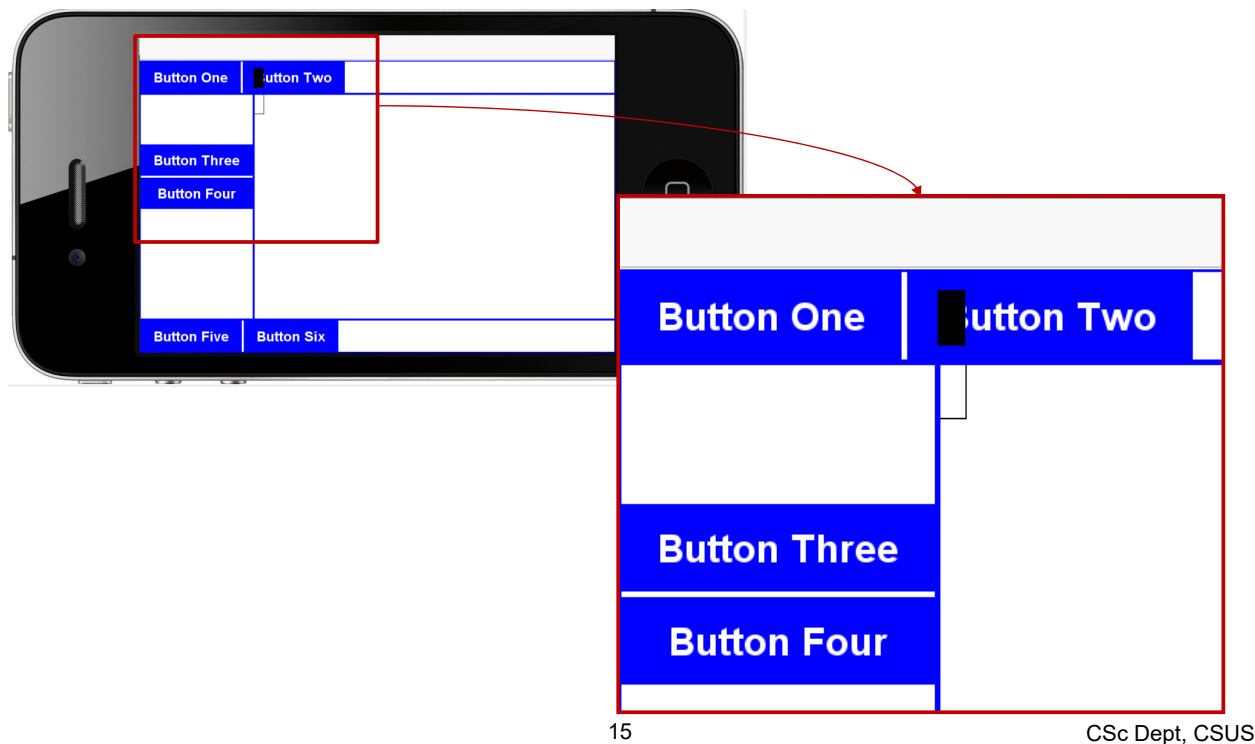 Button One Button Two
Button Three
Button Four
Button Five Button Six
Button One utton Two
Button Three
Button Four
15 CSc Dept, CSUS